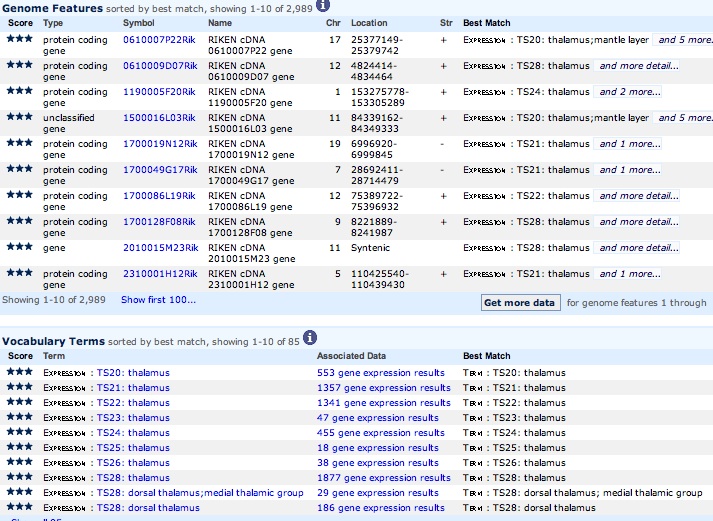 Genome Features sorted by best match, showing 1-10 of 2,989 i
Score Type Symbol Name Chr Location Str Best Match
protein coding gene 0610007P22Rik RIKEN cDNA 0610007P22 gene 17 25377149-25379742 + Expression : TS20: thalamus;mantle layer and 5 more.
protein coding gene 0610009D07Rik RIKEN cDNA 0610009D07 gene 12 4824414-4834464 + Expression : TS28: thalamus and more detail...
protein coding gene 1190005F20Rik RIKEN cDNA 1190005F20 gene 1 153275778-153305289 + Expression : TS24: thalamus and 2 more...
unclassified gene 1500016L03Rik RIKEN cDNA 1500016L03 gene 11 84339162-84349333 + Expression : TS20: thalamus;mantle layer and 5 more.
protein coding gene 1700019N12Rik RIKEN cDNA 1700019N12 gene 19 6996920-6999845 - Expression : TS21: thalamus and 1 more...
protein coding gene 1700049G17Rik RIKEN cDNA 1700049G17 gene 7 28692411-28714479 - Expression : TS21: thalamus and 1 more...
protein coding gene 1700086L19Rik RIKEN cDNA 1700086L19 gene 12 75389722-75396932 + Expression : TS22: thalamus and more detail...
protein coding gene 1700128F08Rik RIKEN cDNA 1700128F08 gene 9 8221889-8241987 + Expression : TS28: thalamus and more detail...
gene 2010015M23Rik RIKEN cDNA 2010015M23 gene 11 Syntenic Expression : TS28: thalamus and more detail...
protein coding gene 2310001H12Rik RIKEN cDNA 2310001H12 gene 5 110425540-110439430 + Expression : TS21: thalamus and 1 more...
Showing 1-10 of 2,989 Show first 100... Get more data for genome features 1 through
Vocabulary Terms sorted by best match, showing 1-10 of 85 i
Score Term Associated Data Best Match
Expression : TS20: thalamus 553 gene expression results Term : TS20: thalamus
Expression : TS21: thalamus 1357 gene expression results Term : TS21: thalamus
Expression : TS22: thalamus 1341 gene expression results Term : TS22: thalamus
Expression : TS23: thalamus 47 gene expression results Term : TS23: thalamus
Expression : TS24: thalamus 455 gene expression results Term : TS24: thalamus
Expression : TS25: thalamus 18 gene expression results Term : TS25: thalamus
Expression : TS26: thalamus 38 gene expression results Term : TS26: thalamus
Expression : TS28: thalamus 1877 gene expression results Term : TS28: thalamus
Expression : TS28: dorsal thalamus;medial thalamic group 29 gene expression results Term : TS28: dorsal thalamus; medial thalamic group
Expression : TS28: dorsal thalamus 186 gene expression results Term : TS28: dorsal thalamus